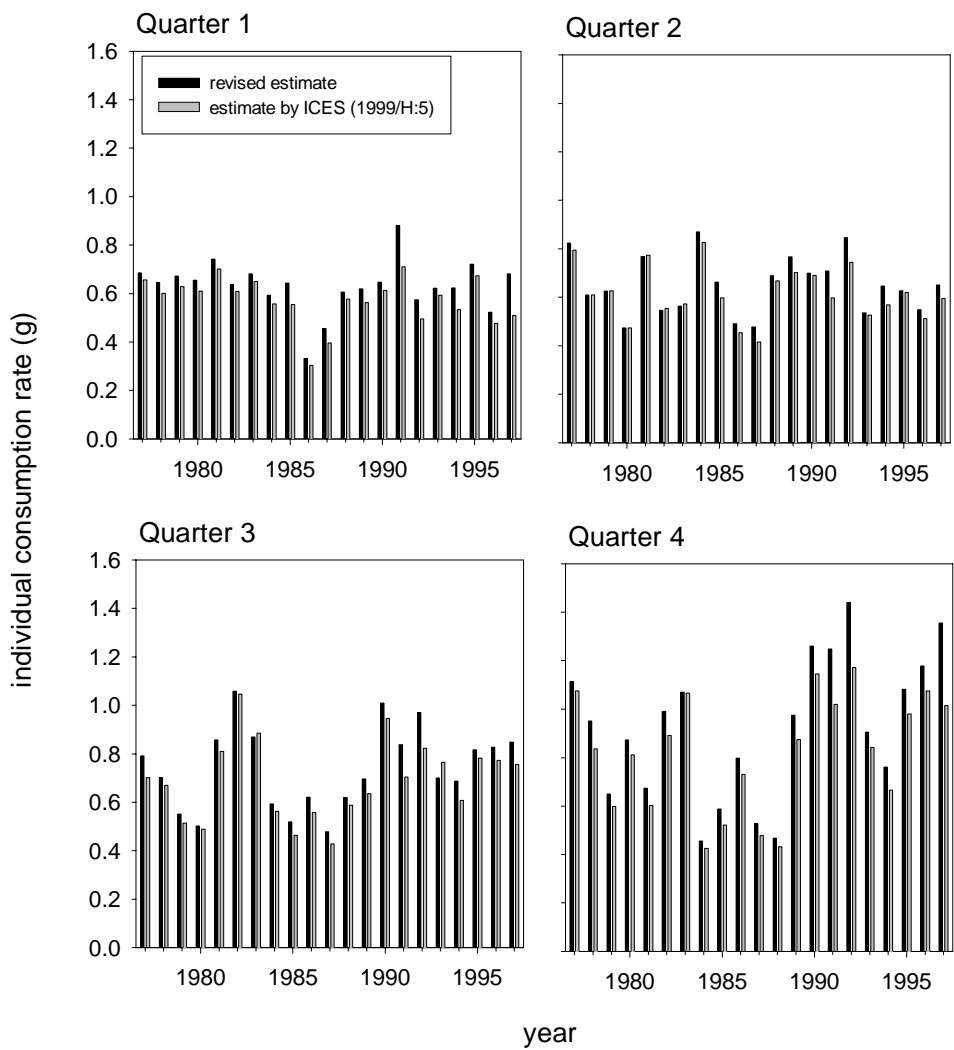 Quarter 1
Quarter 2
1.6
1.4
1.2
1.0
0.8
0.6
0.4
0.2
0.0
revised estimate
estimate by ICES (1999/H:5)
1980 1985 1990 1995
1980 1985 1990 1995
individual consumption rate (g)
Quarter 3
Quarter 4
1.6
1.4
1.2
1.0
0.8
0.6
0.4
0.2
0.0
1980 1985 1990 1995
1980 1985 1990 1995
year